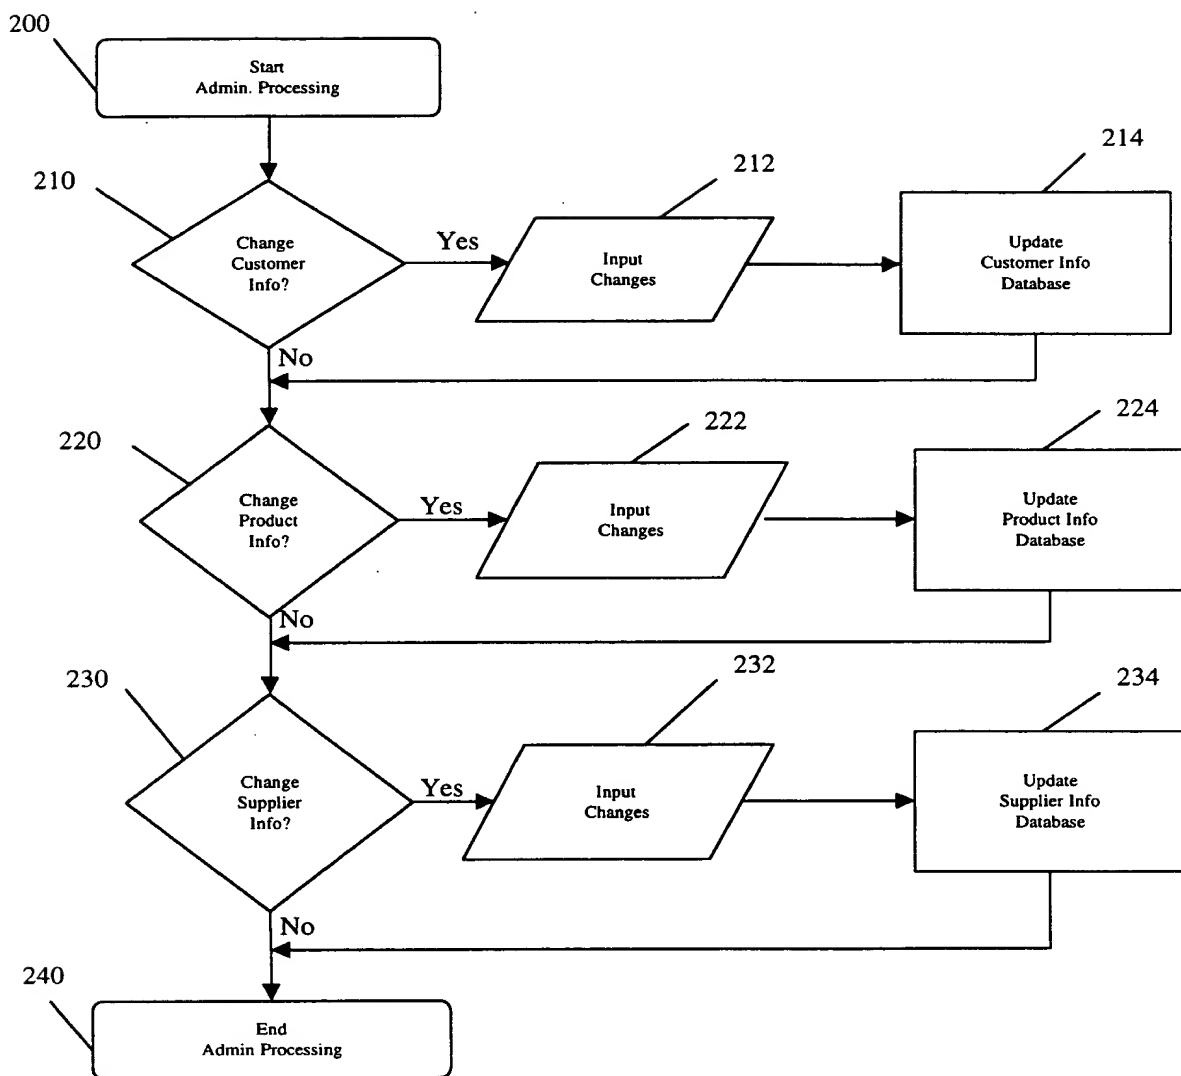 200
Start
Admin. Processing
210
Change
Customer
Info?
Yes
212
Input
Changes
214
Update
Customer Info
Database
No
220
Change
Product
Info?
Yes
222
Input
Changes
224
Update
Product Info
Database
No
230
Change
Supplier
Info?
Yes
232
Input
Changes
234
Update
Supplier Info
Database
No
240
End
Admin Processing